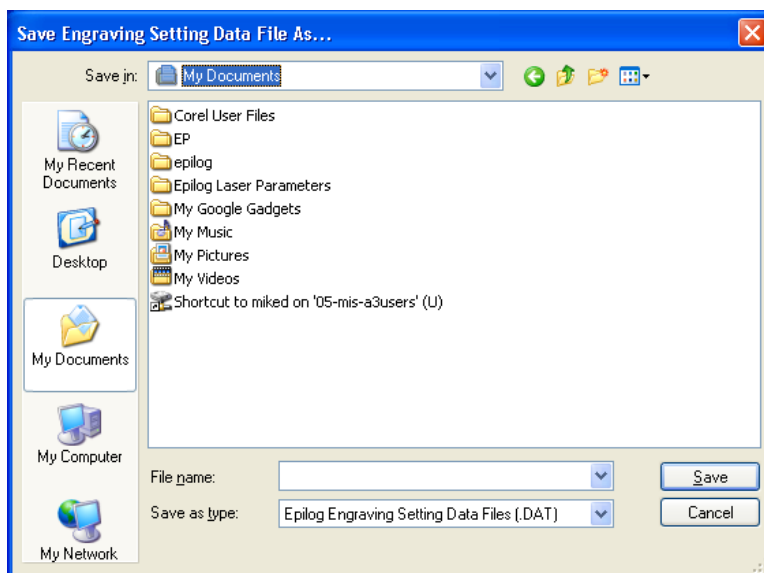 Save Engraving Setting Data File As...
Save in: My Documents
My Recent
Documents
Desktop
My Documents
My Computer
My Network
Corel User Files
EP
epilog
Epilog Laser Parameters
My Google Gadgets
My Music
My Pictures
My Videos
Shortcut to miked on '05-mis-a3users' (U)
File name:
Save
Save as type: Epilog Engraving Setting Data Files (.DAT)
Cancel